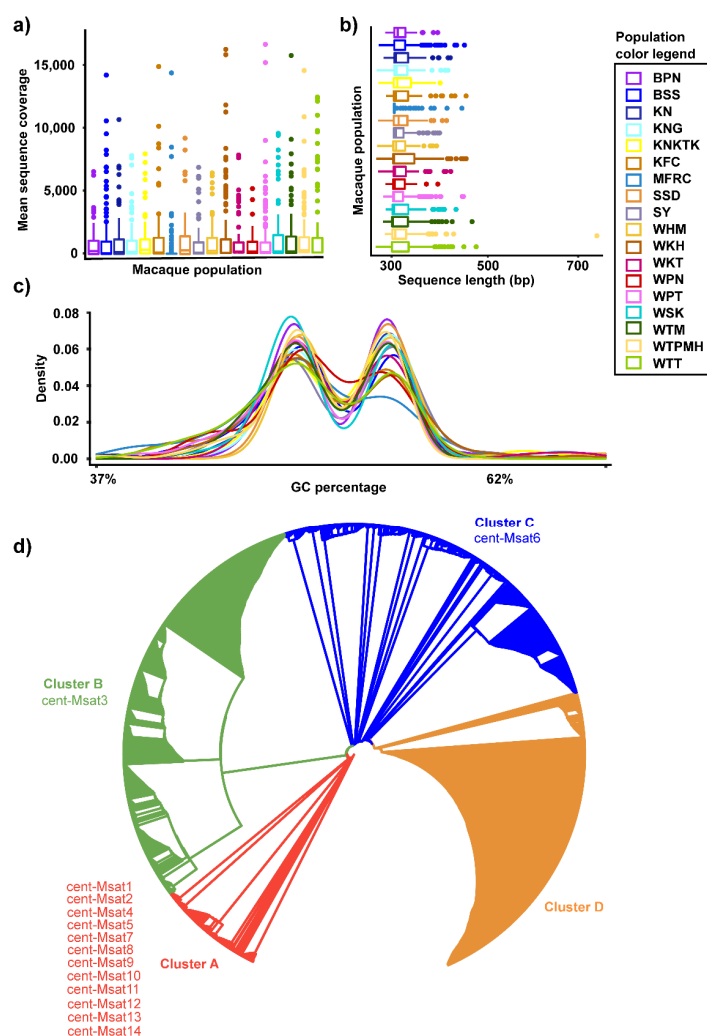 a)
Mean sequence coverage
15,000
10,000
5,000
0
Macaque population
b)
Macaque population
300
500
700
Sequence length (bp)
Population
color legend
BPN
BSS
KN
KNG
KNKTK
KFC
MFRC
SSD
SY
WHM
WKH
WKT
WPN
WPT
WSK
WTM
WTPMH
WTT
c)
Density
0.08
0.06
0.04
0.02
0.00
37%
62%
GC percentage
d)
Cluster C
cent-Msat6
Cluster B
cent-Msat3
Cluster D
cent-Msat1
cent-Msat2
cent-Msat4
cent-Msat5
cent-Msat7
cent-Msat8
cent-Msat9
cent-Msat10
cent-Msat11
cent-Msat12
cent-Msat13
cent-Msat14
Cluster A